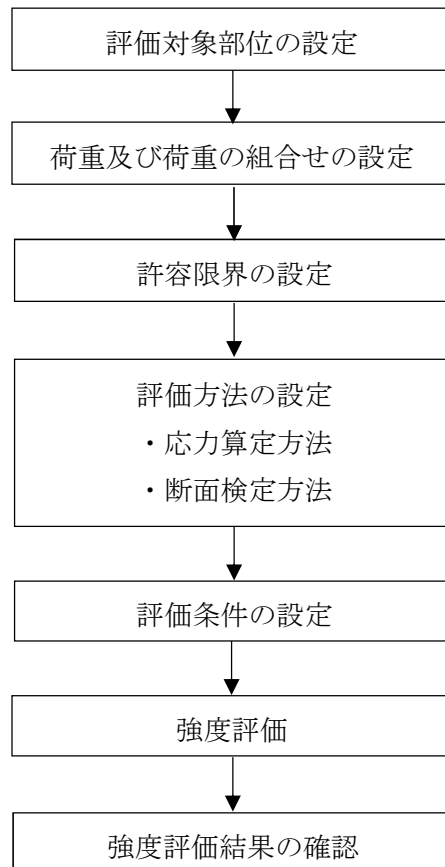 評価対象部位の設定
荷重及び荷重の組合せの設定
許容限界の設定
評価方法の設定
・応力算定方法
・断面検定方法
評価条件の設定
強度評価
強度評価結果の確認